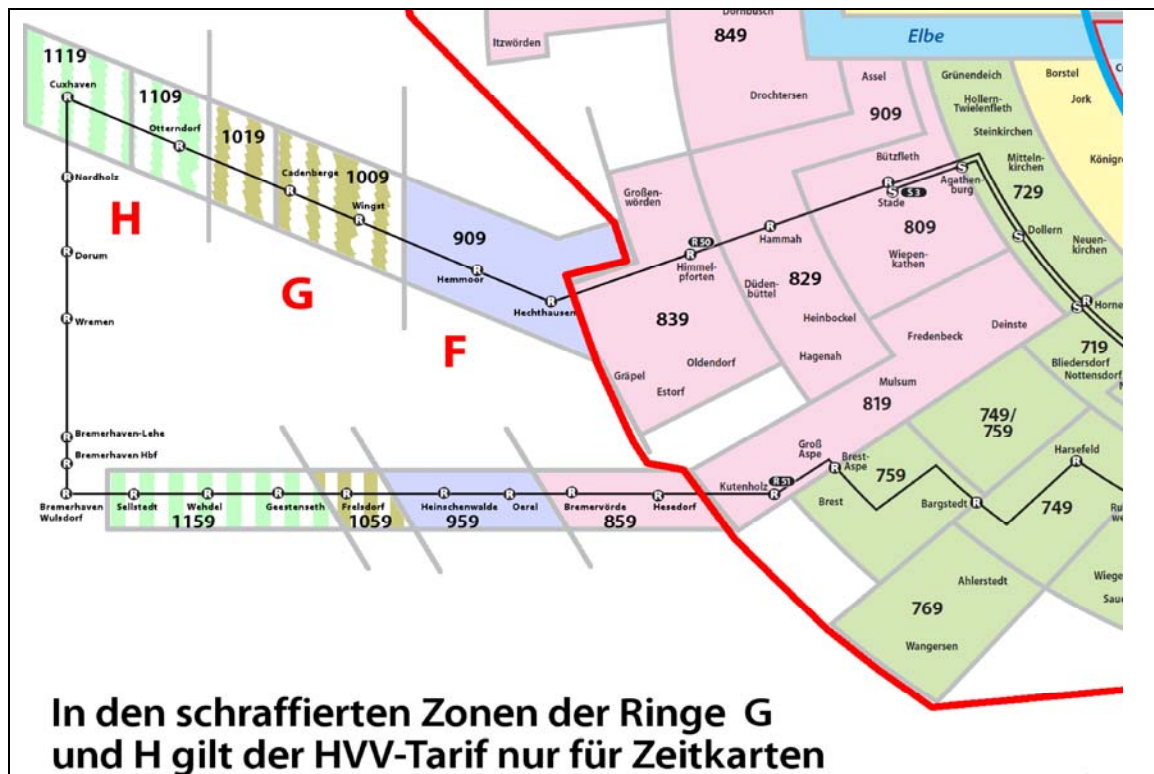 Dornbusch
Itzwörden
849
Elbe
1119
Cuxhaven
1109
Otterndorf
1019
Cadenberge
1009
Wingst
Assel
Grünendeich
Borstel
Drochtersen
Hollern-
Twielenfleth
Jork
909
Steinkirchen
Bützfleth
Mitteln-
kirchen
Nordholz
H
Großen-
wörden
Agathen-
burg
729
Stade
S 3
909
R 50
Hammah
809
Dollern
Dorum
Hemmoor
Himmel-
pforten
Wiepen-
kathen
Neuen-
kirchen
G
Düden-
büttel
829
Hechthausen
Wremen
F
839
Heinbockel
Fredenbeck
Deinste
719
Hagenah
Oldendorf
Bliedersdorf
Nottensdorf
Gräpel
Estorf
Mulsum
819
749/
759
Bremerhaven-Lehe
Groß
Aspe
Brest-
Aspe
Harsefeld
Bremerhaven Hbf
R 51
759
Kutenholz
Brest
Bargstedt
749
Bremerhaven
Wulsdorf
Sellstedt
Wehdel
Geestenseth
Frelsdorf
Heinschenwalde
Oerel
Bremervörde
Hesedorf
1159
1059
959
859
Ahlerstedt
769
Wangersen
In den schraffierten Zonen der Ringe G
und H gilt der HVV-Tarif nur für Zeitkarten